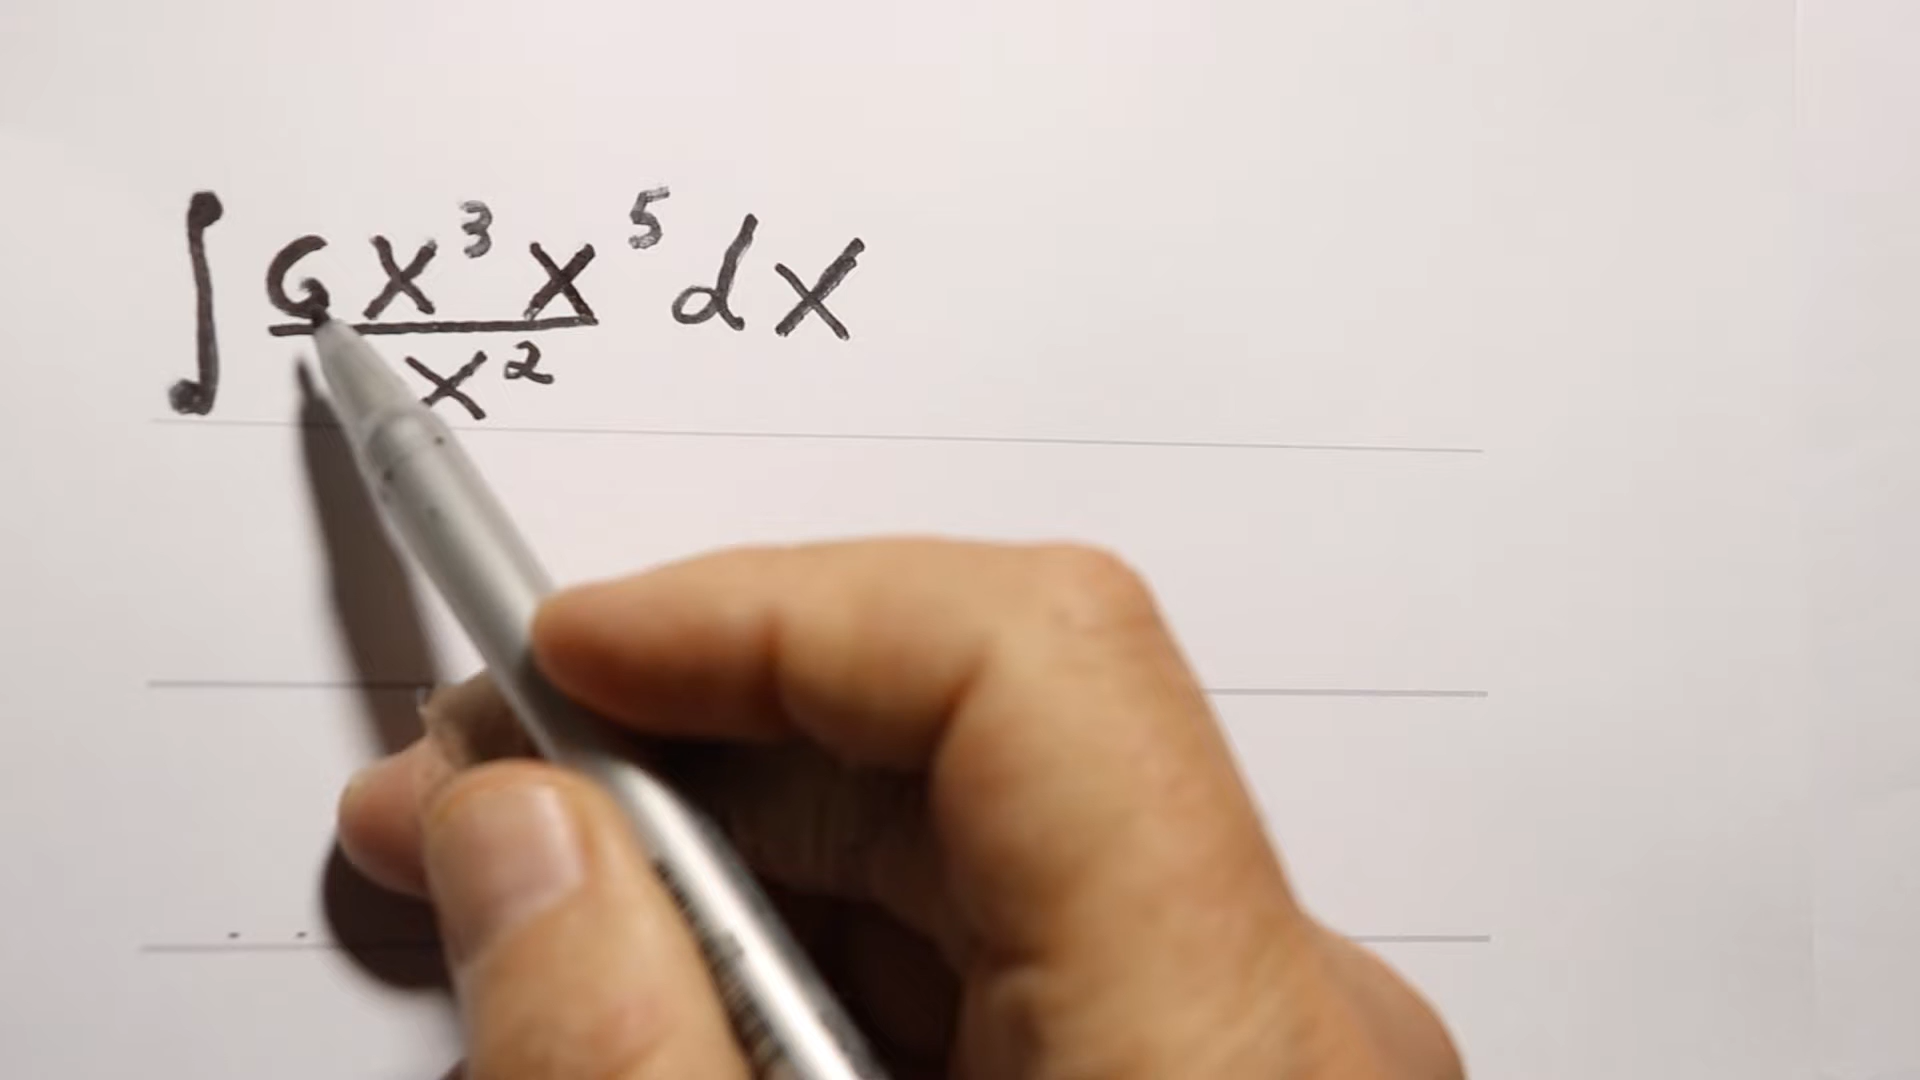 ∫ 6x³x⁵ dx
x²